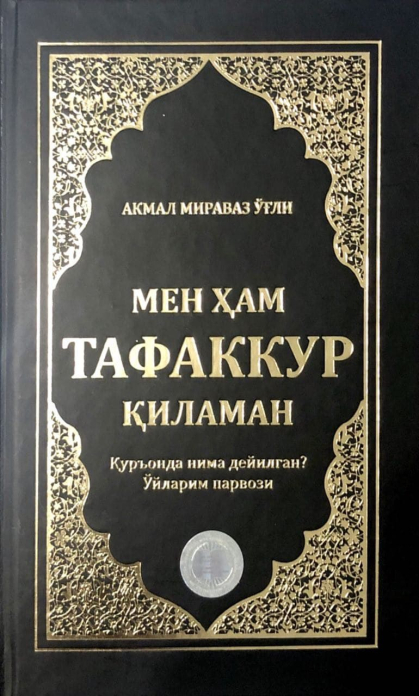 АКМАЛ МИРАВАЗ ЎҒЛИ
МЕН ҲАМ
ТАФАККУР
ҚИЛАМАН
Қуръонда нима дейилган?
Ўйларим парвози